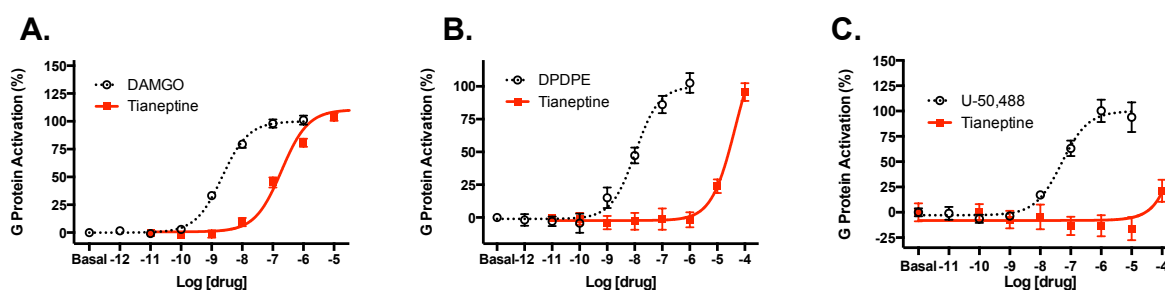 A.
G Protein Activation (%)
150
125
100
75
50
25
0
DAMGO
Tianeptine
Basal -12 -11 -10 -9 -8 -7 -6 -5
Log [drug]
B.
G Protein Activation (%)
100
75
50
25
0
DPDPE
Tianeptine
Basal -12 -11 -10 -9 -8 -7 -6 -5 -4
Log [drug]
C.
G Protein Activation (%)
150
125
100
75
50
25
0
-25
U-50,488
Tianeptine
Basal -11 -10 -9 -8 -7 -6 -5 -4
Log [drug]